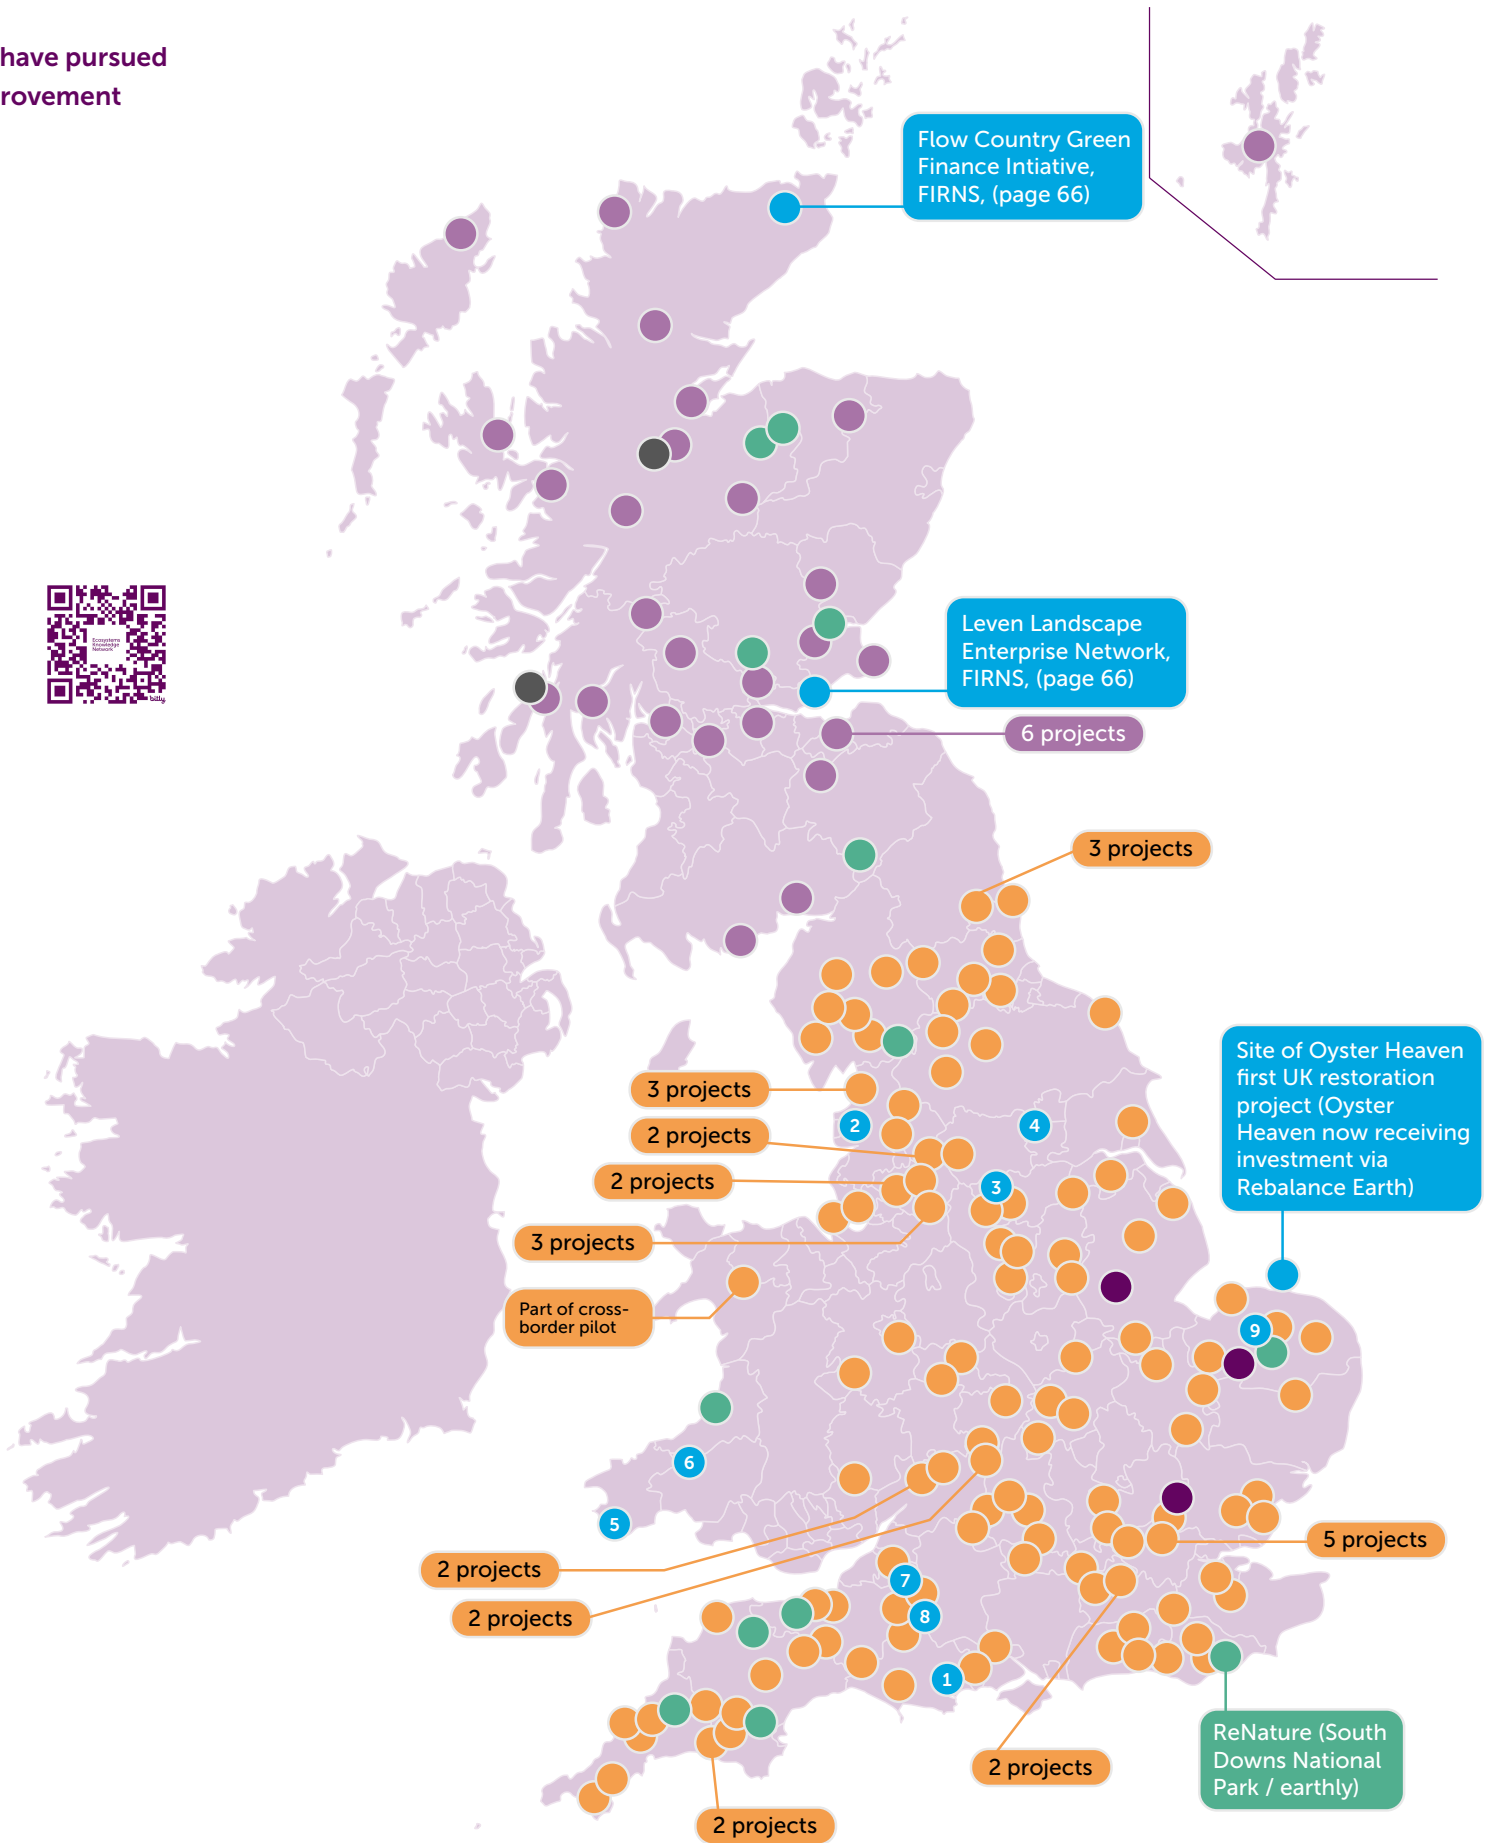 have pursued
rovement
Flow Country Green
Finance Intiative,
FIRNS, (page 66)
Ecosystems
Knowledge
Network
bitly
Leven Landscape
Enterprise Network,
FIRNS, (page 66)
6 projects
3 projects
Site of Oyster Heaven
first UK restoration
project (Oyster
Heaven now receiving
investment via
Rebalance Earth)
3 projects
2
4
2 projects
2 projects
3
3 projects
Part of cross-
border pilot
9
6
5
5 projects
2 projects
7
2 projects
8
1
ReNature (South
Downs National
Park / earthly)
2 projects
2 projects